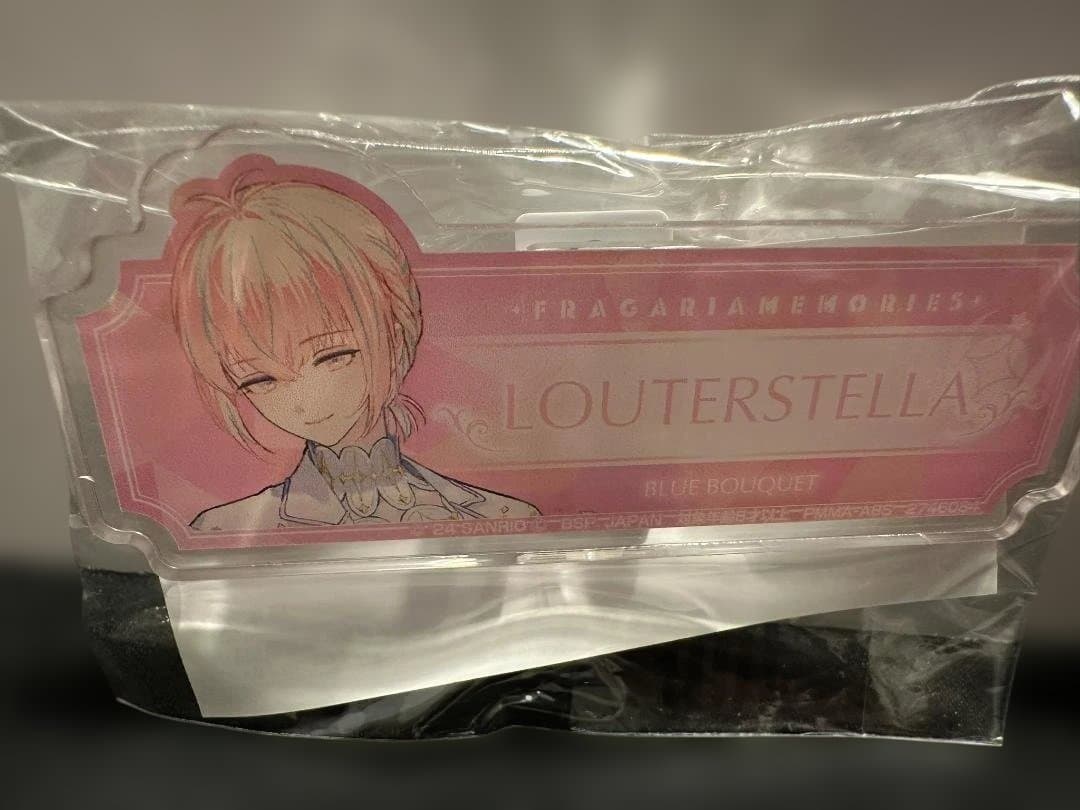 FRAGARIAMEMORIES
LOUTERSTELLA
BLUE BOUQUET
'24 SANRIO © BSP JAPAN PMMA-ABS